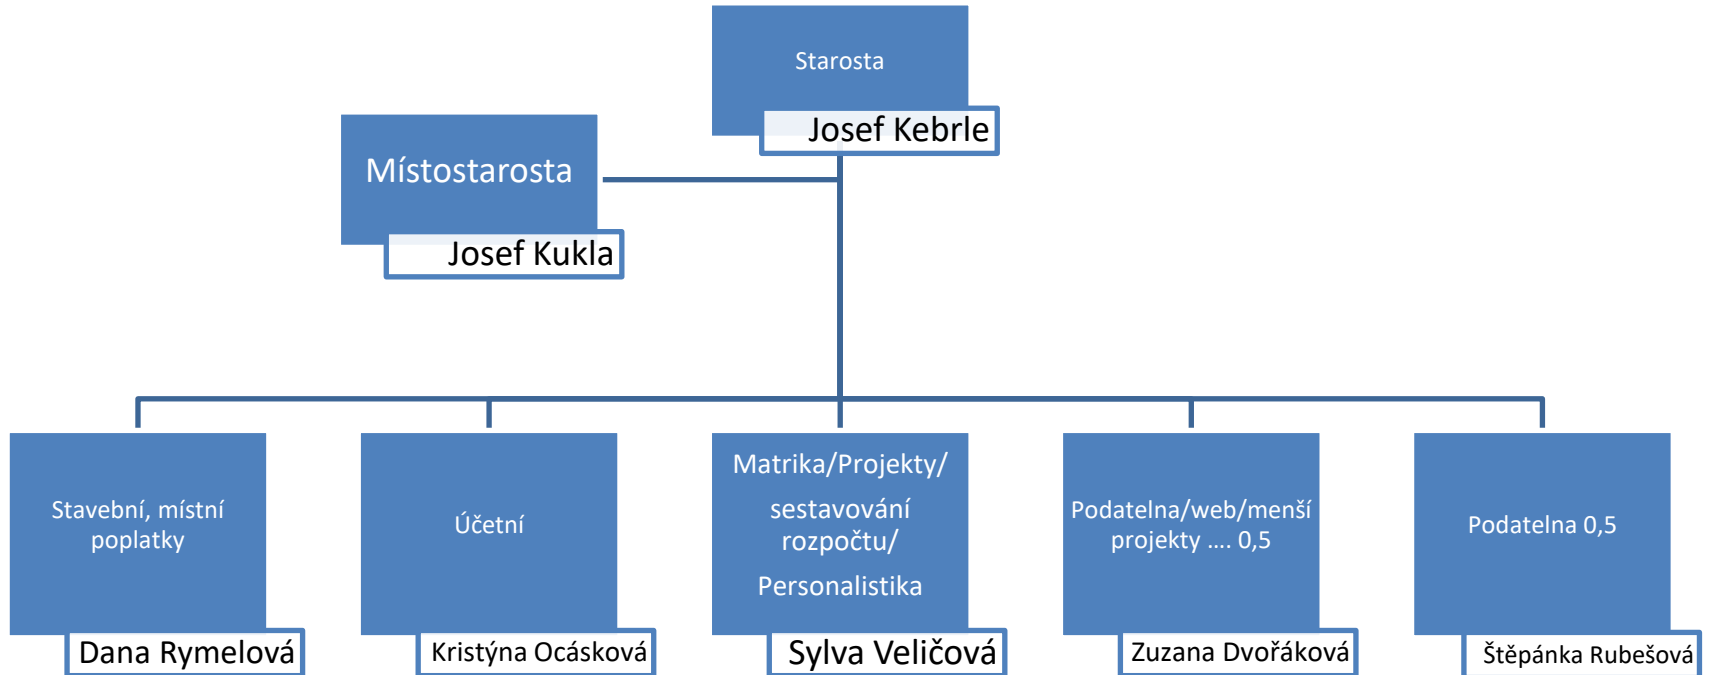 Starosta
Josef Kebrle
Místostarosta
Josef Kukla
Stavební, místní
poplatky
Dana Rymelová
Účetní
Kristýna Ocásková
Matrika/Projekty/
sestavování
rozpočtu/
Personalistika
Sylva Veličová
Podatelna/web/menší
projekty .... 0,5
Zuzana Dvořáková
Podatelna 0,5
Štěpánka Rubešová